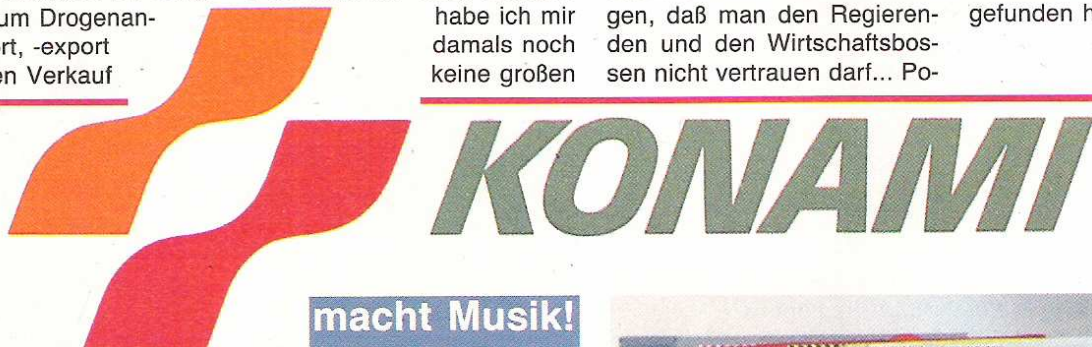 um Drogenan-
rt, -export
en Verkauf
habe ich mir
damals noch
keine großen
gen, daß man den Regieren-
den und den Wirtschaftsbos-
sen nicht vertrauen darf... Po-
gefunden h
KONAMI
macht Musik!